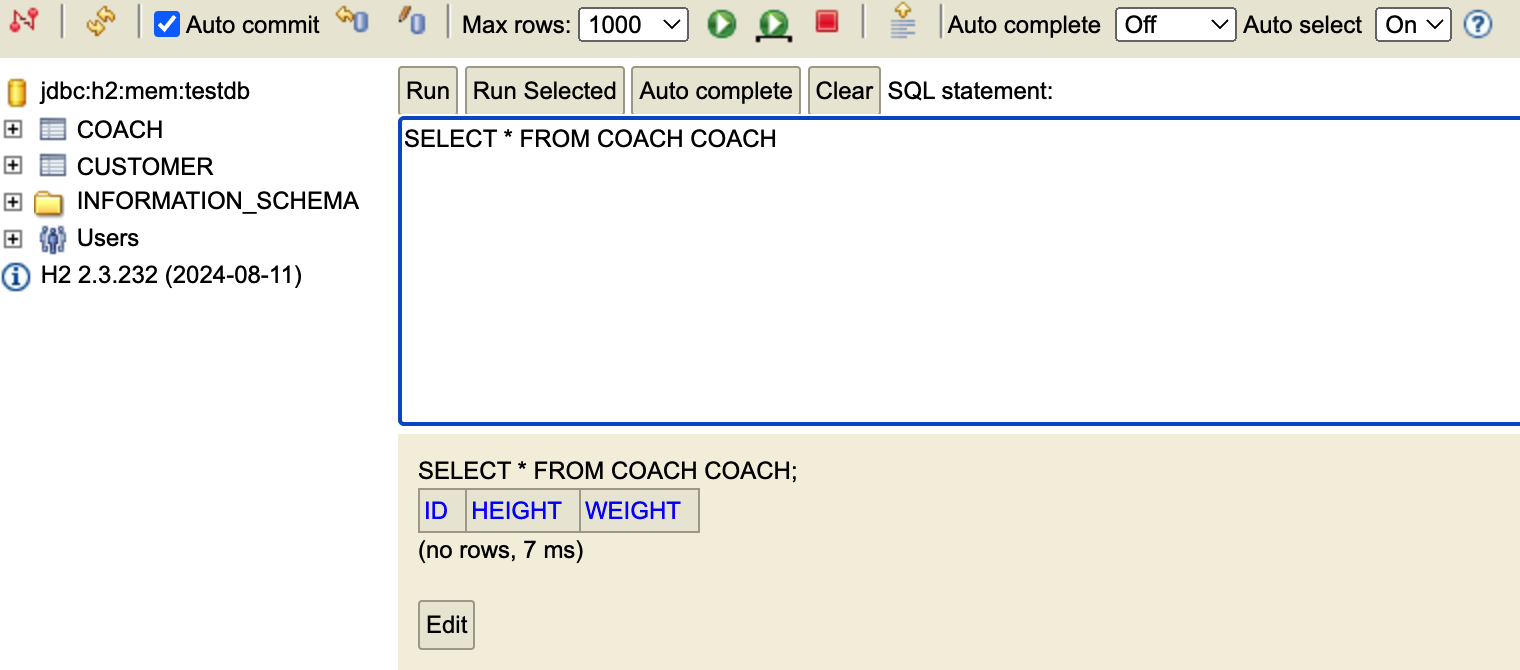 Auto commit Max rows: 1000 Auto complete Off Auto select On ?
jdbc:h2:mem:testdb
COACH
CUSTOMER
INFORMATION_SCHEMA
Users
H2 2.3.232 (2024-08-11)
Run Run Selected Auto complete Clear SQL statement:
SELECT * FROM COACH COACH
SELECT * FROM COACH COACH;
ID HEIGHT WEIGHT
(no rows, 7 ms)
Edit